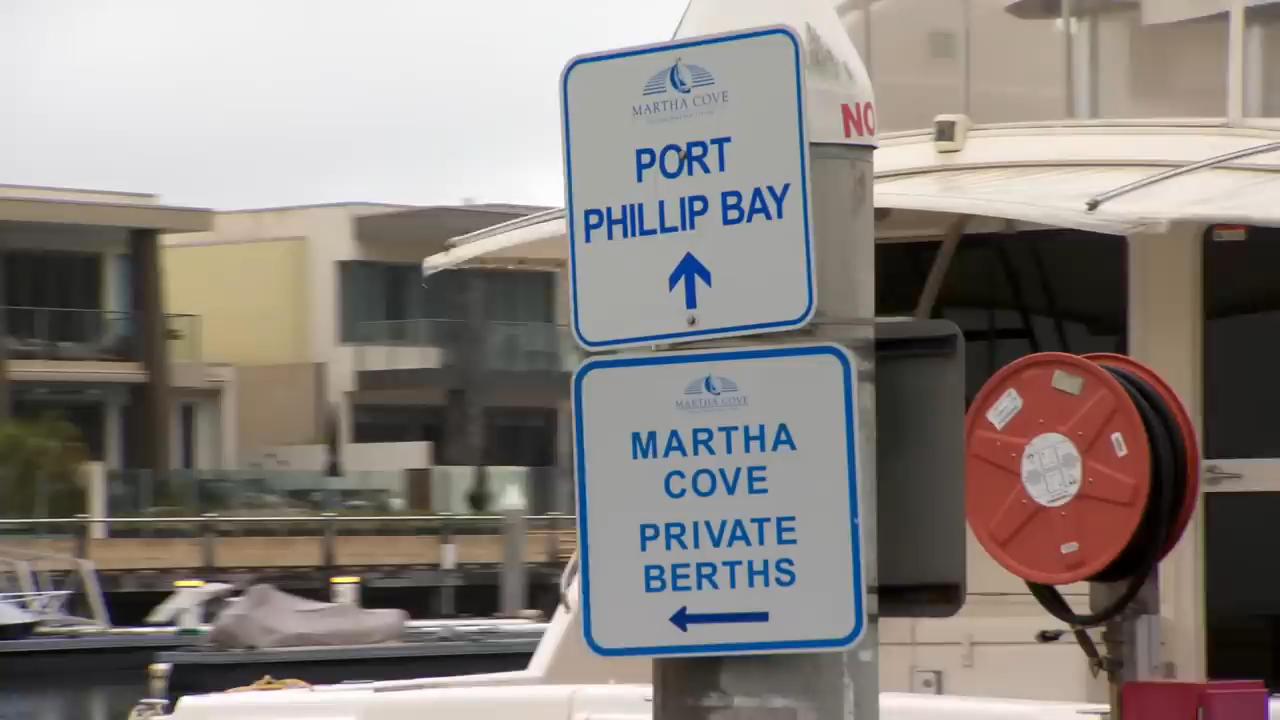 MARTHA COVE
NO
PORT
PHILLIP BAY
MARTHA COVE
MARTHA
COVE
PRIVATE
BERTHS